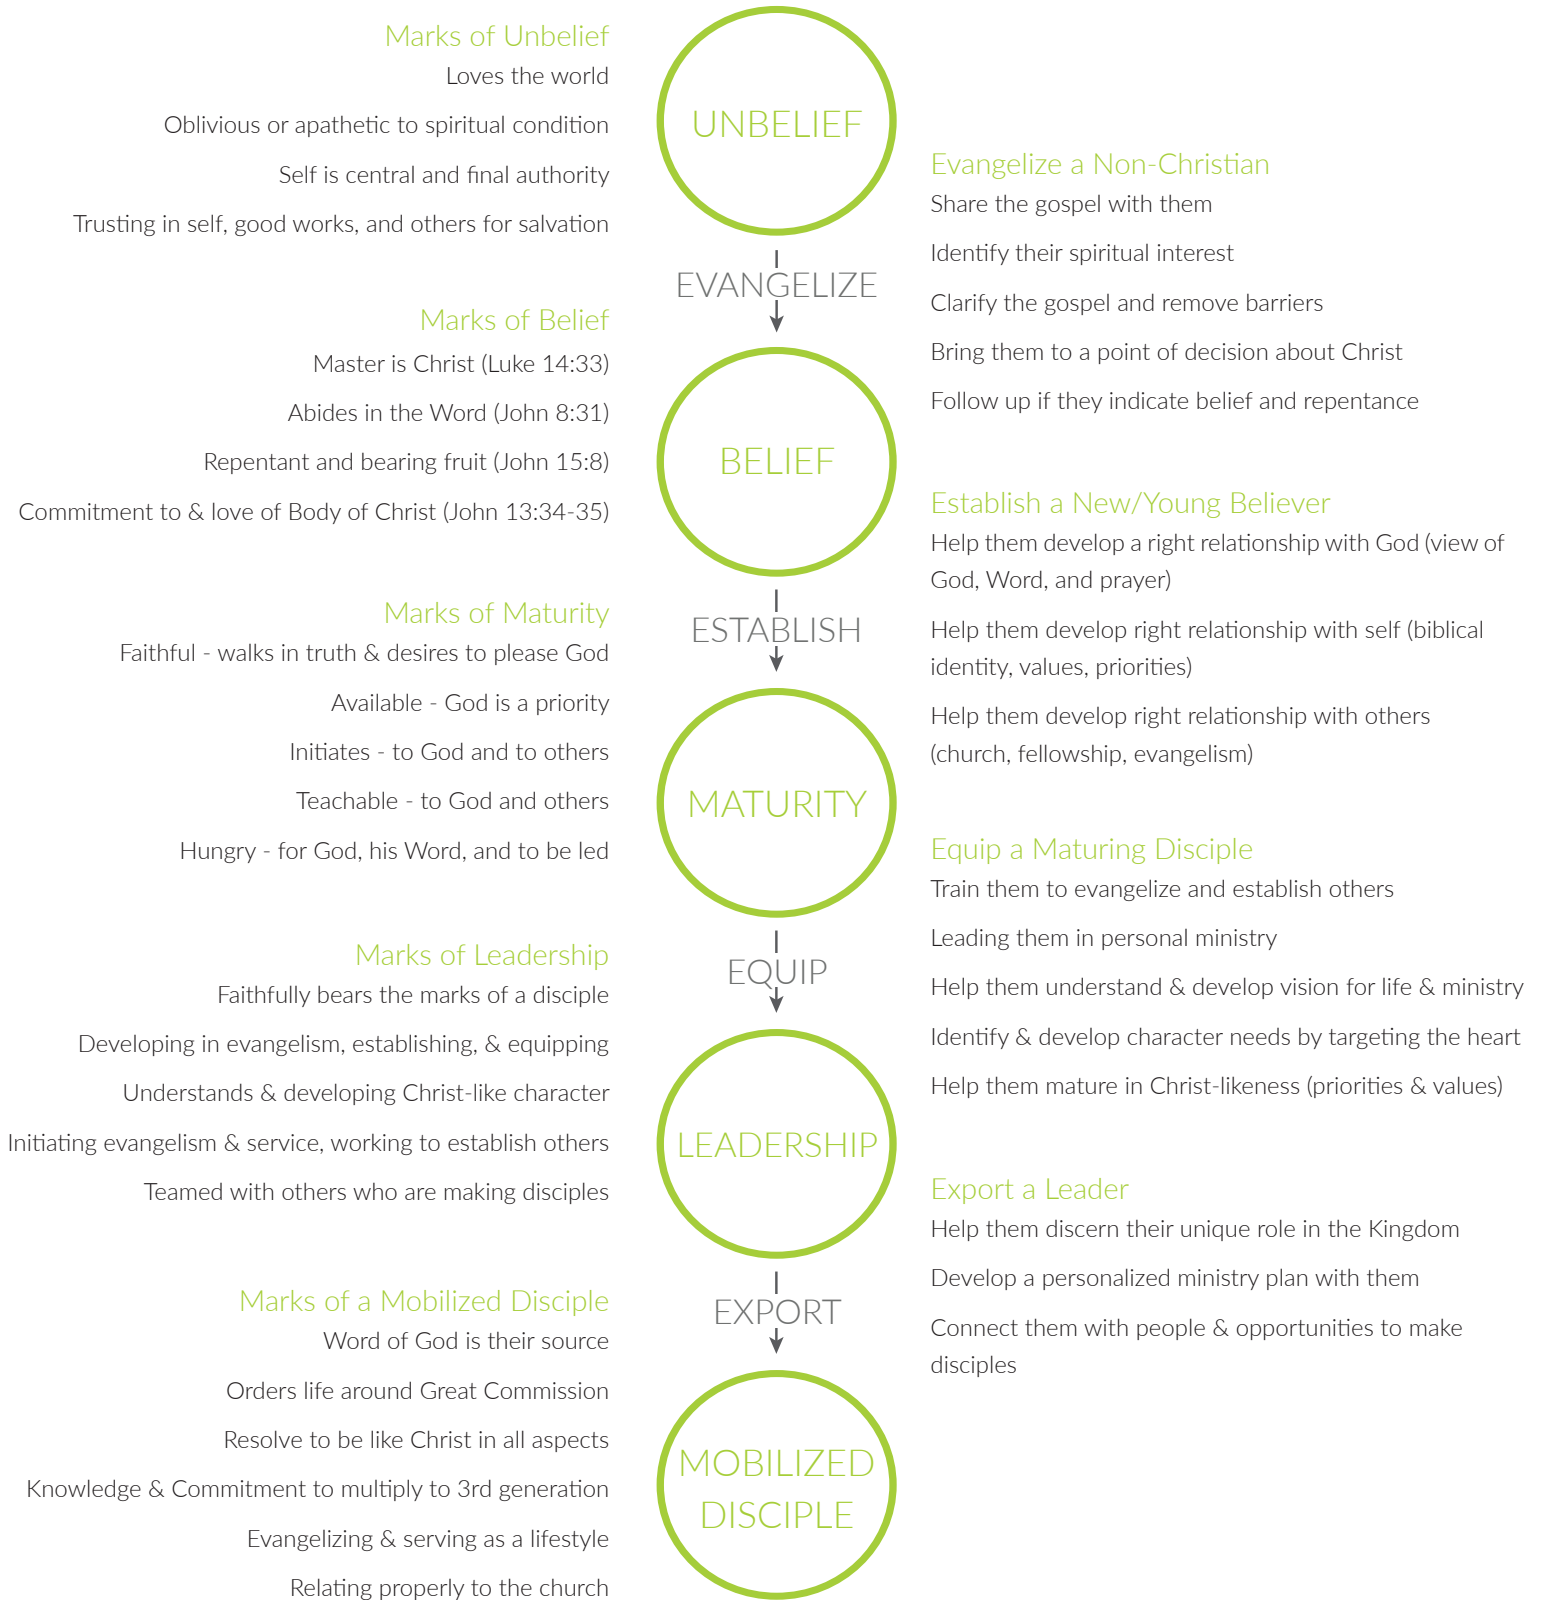 Marks of Unbelief
Loves the world
Oblivious or apathetic to spiritual condition
Self is central and final authority
Trusting in self, good works, and others for salvation
UNBELIEF
EVANGELIZE
Evangelize a Non-Christian
Share the gospel with them
Identify their spiritual interest
Clarify the gospel and remove barriers
Bring them to a point of decision about Christ
Follow up if they indicate belief and repentance
Marks of Belief
Master is Christ (Luke 14:33)
Abides in the Word (John 8:31)
Repentant and bearing fruit (John 15:8)
Commitment to & love of Body of Christ (John 13:34-35)
BELIEF
ESTABLISH
Establish a New/Young Believer
Help them develop a right relationship with God (view of
God, Word, and prayer)
Help them develop right relationship with self (biblical
identity, values, priorities)
Help them develop right relationship with others
(church, fellowship, evangelism)
Marks of Maturity
Faithful - walks in truth & desires to please God
Available - God is a priority
Initiates - to God and to others
Teachable - to God and others
Hungry - for God, his Word, and to be led
MATURITY
EQUIP
Equip a Maturing Disciple
Train them to evangelize and establish others
Leading them in personal ministry
Help them understand & develop vision for life & ministry
Identify & develop character needs by targeting the heart
Help them mature in Christ-likeness (priorities & values)
Marks of Leadership
Faithfully bears the marks of a disciple
Developing in evangelism, establishing, & equipping
Understands & developing Christ-like character
Initiating evangelism & service, working to establish others
Teamed with others who are making disciples
LEADERSHIP
EXPORT
Export a Leader
Help them discern their unique role in the Kingdom
Develop a personalized ministry plan with them
Connect them with people & opportunities to make
disciples
Marks of a Mobilized Disciple
Word of God is their source
Orders life around Great Commission
Resolve to be like Christ in all aspects
Knowledge & Commitment to multiply to 3rd generation
Evangelizing & serving as a lifestyle
Relating properly to the church
MOBILIZED
DISCIPLE